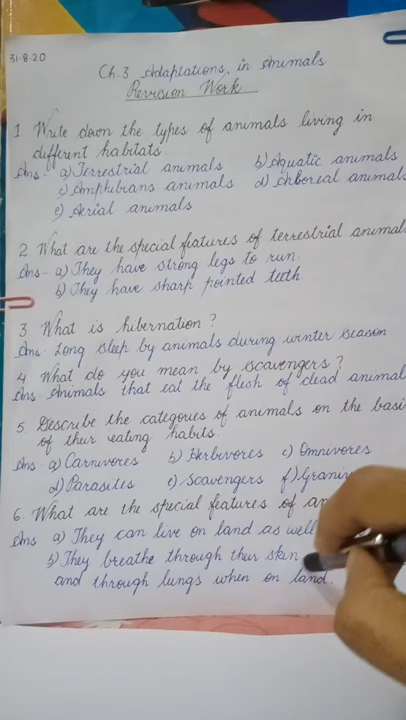 31-8-20
Ch.3 Adaptations in Animals
Revision Work
1 Write down the types of animals living in
different habitats.
Ans- a) Terrestrial animals b) Aquatic animals
c) Amphibians animals d) Arboreal animals
e) Aerial animals
2 What are the special features of terrestrial animals
Ans- a) They have strong legs to run.
b) They have sharp pointed teeth.
3 What is hibernation?
Ans- Long sleep by animals during winter season
4 What do you mean by scavengers?
Ans Animals that eat the flesh of dead animal
5 Describe the categories of animals on the basi
of their eating habits.
Ans- a) Carnivores b) Herbivores c) Omnivores
d) Parasites e) Scavengers f)
6. What are the special features of
Ans a) They can live on land as well
b) They breathe through their skin
and through lungs when on land.